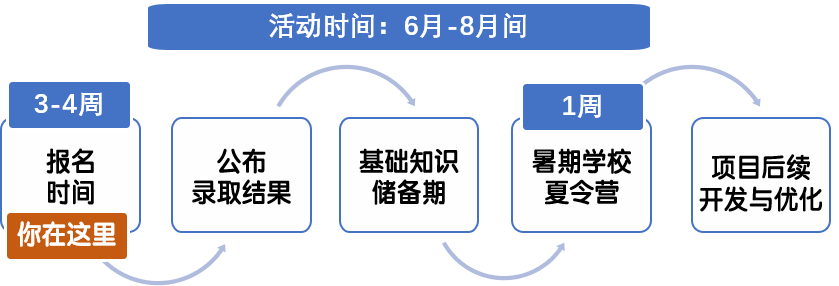 活动时间：6月-8月间
3-4周
报名
时间
你在这里
公布
录取结果
基础知识
储备期
1周
暑期学校
夏令营
项目后续
开发与优化